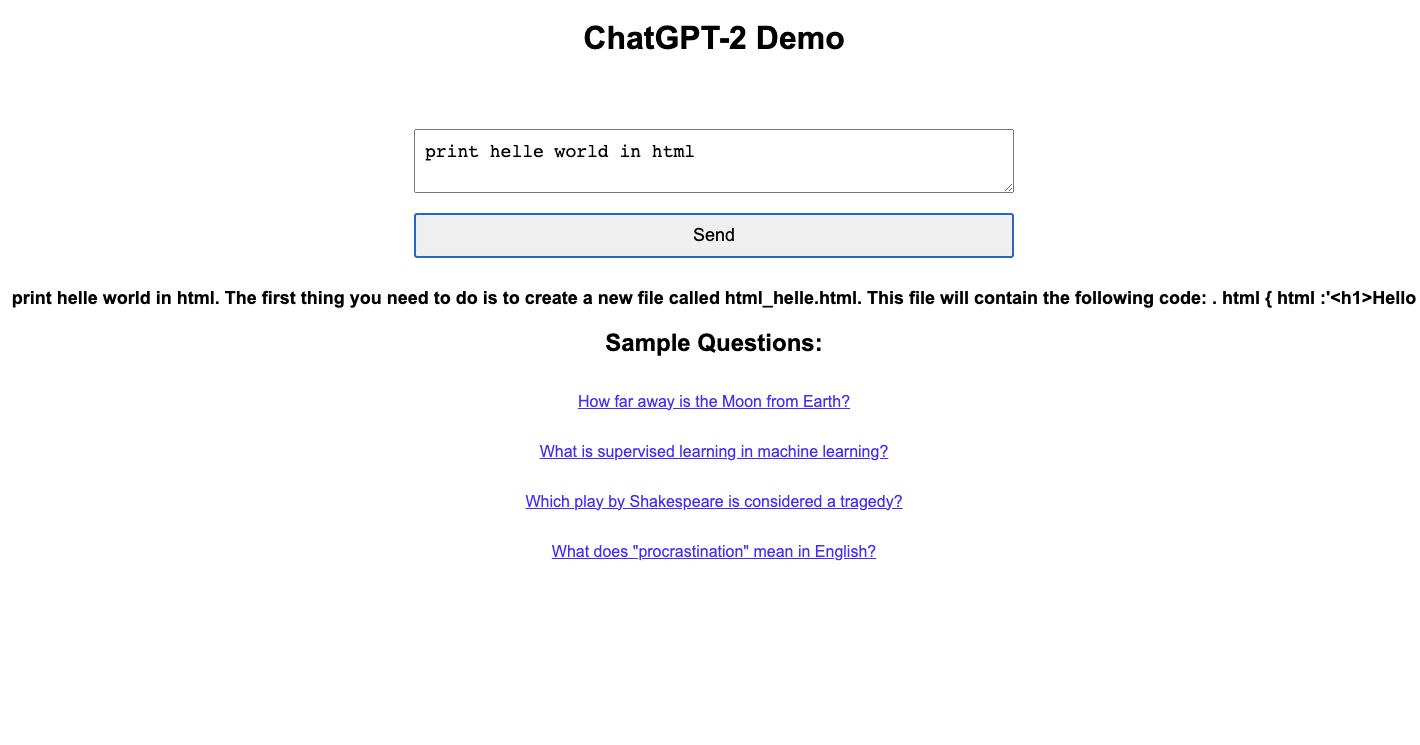 ChatGPT-2 Demo
print helle world in html
Send
print helle world in html. The first thing you need to do is to create a new file called html_helle.html. This file will contain the following code: . html { html :'<h1>Hello
Sample Questions:
How far away is the Moon from Earth?
What is supervised learning in machine learning?
Which play by Shakespeare is considered a tragedy?
What does "procrastination" mean in English?